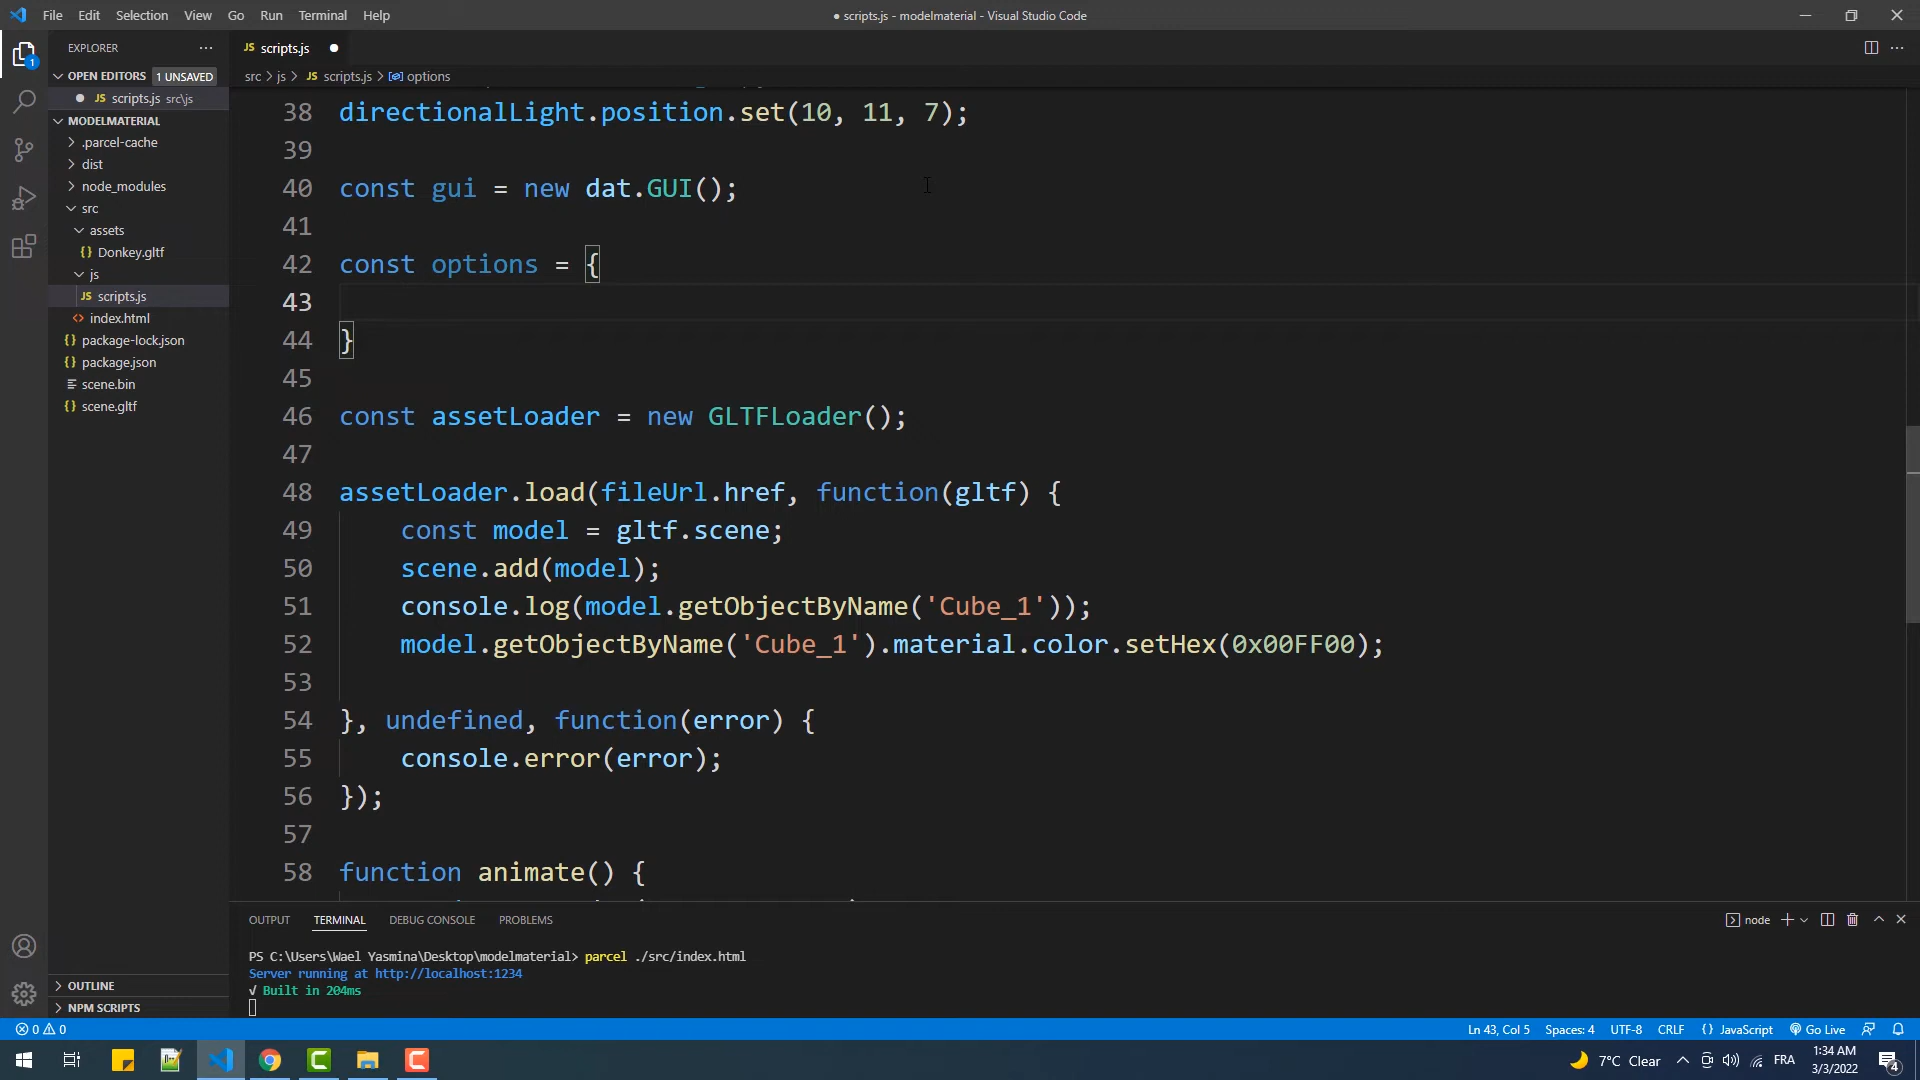 File Edit Selection View Go Run Terminal Help
● scripts.js - modelmaterial - Visual Studio Code
EXPLORER
OPEN EDITORS 1 UNSAVED
JS scripts.js src\js
MODELMATERIAL
.parcel-cache
dist
node_modules
src
assets
Donkey.gltf
js
JS scripts.js
index.html
package-lock.json
package.json
scene.bin
scene.gltf
OUTLINE
NPM SCRIPTS
JS scripts.js
src > js > JS scripts.js > options
38 directionalLight.position.set(10, 11, 7);
39
40 const gui = new dat.GUI();
41
42 const options = {
43
44 }
45
46 const assetLoader = new GLTFLoader();
47
48 assetLoader.load(fileUrl.href, function(gltf) {
49 const model = gltf.scene;
50 scene.add(model);
51 console.log(model.getObjectByName('Cube_1'));
52 model.getObjectByName('Cube_1').material.color.setHex(0x00FF00);
53
54 }, undefined, function(error) {
55 console.error(error);
56 });
57
58 function animate() {
OUTPUT TERMINAL DEBUG CONSOLE PROBLEMS
node
PS C:\Users\Wael Yasmina\Desktop\modelmaterial> parcel ./src/index.html
Server running at http://localhost:1234
√ Built in 204ms
0 0
Ln 43, Col 5 Spaces: 4 UTF-8 CRLF JavaScript Go Live
7°C Clear FRA 1:34 AM
3/3/2022
4